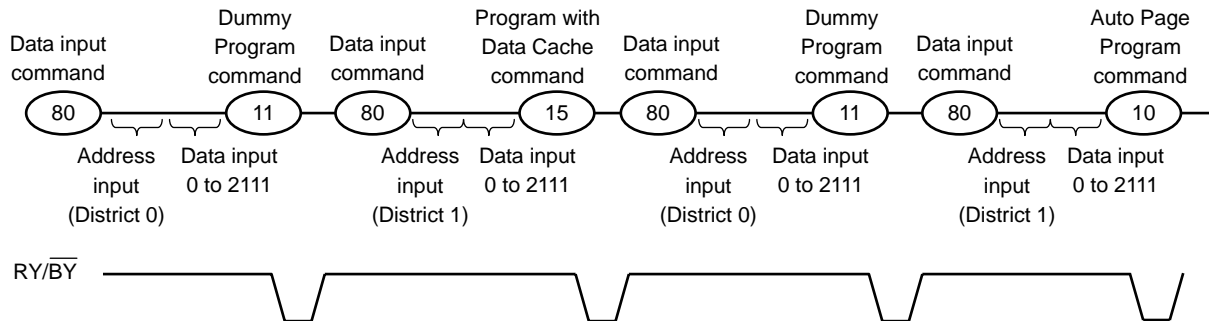 Data input
command
Dummy
Program
command
Data input
command
Program with
Data Cache
command
Data input
command
Dummy
Program
command
Data input
command
Auto Page
Program
command
80
11
80
15
80
11
80
10
Address
input
(District 0)
Data input
0 to 2111
Address
input
(District 1)
Data input
0 to 2111
Address
input
(District 0)
Data input
0 to 2111
Address
input
(District 1)
Data input
0 to 2111
RY/B̅Y̅